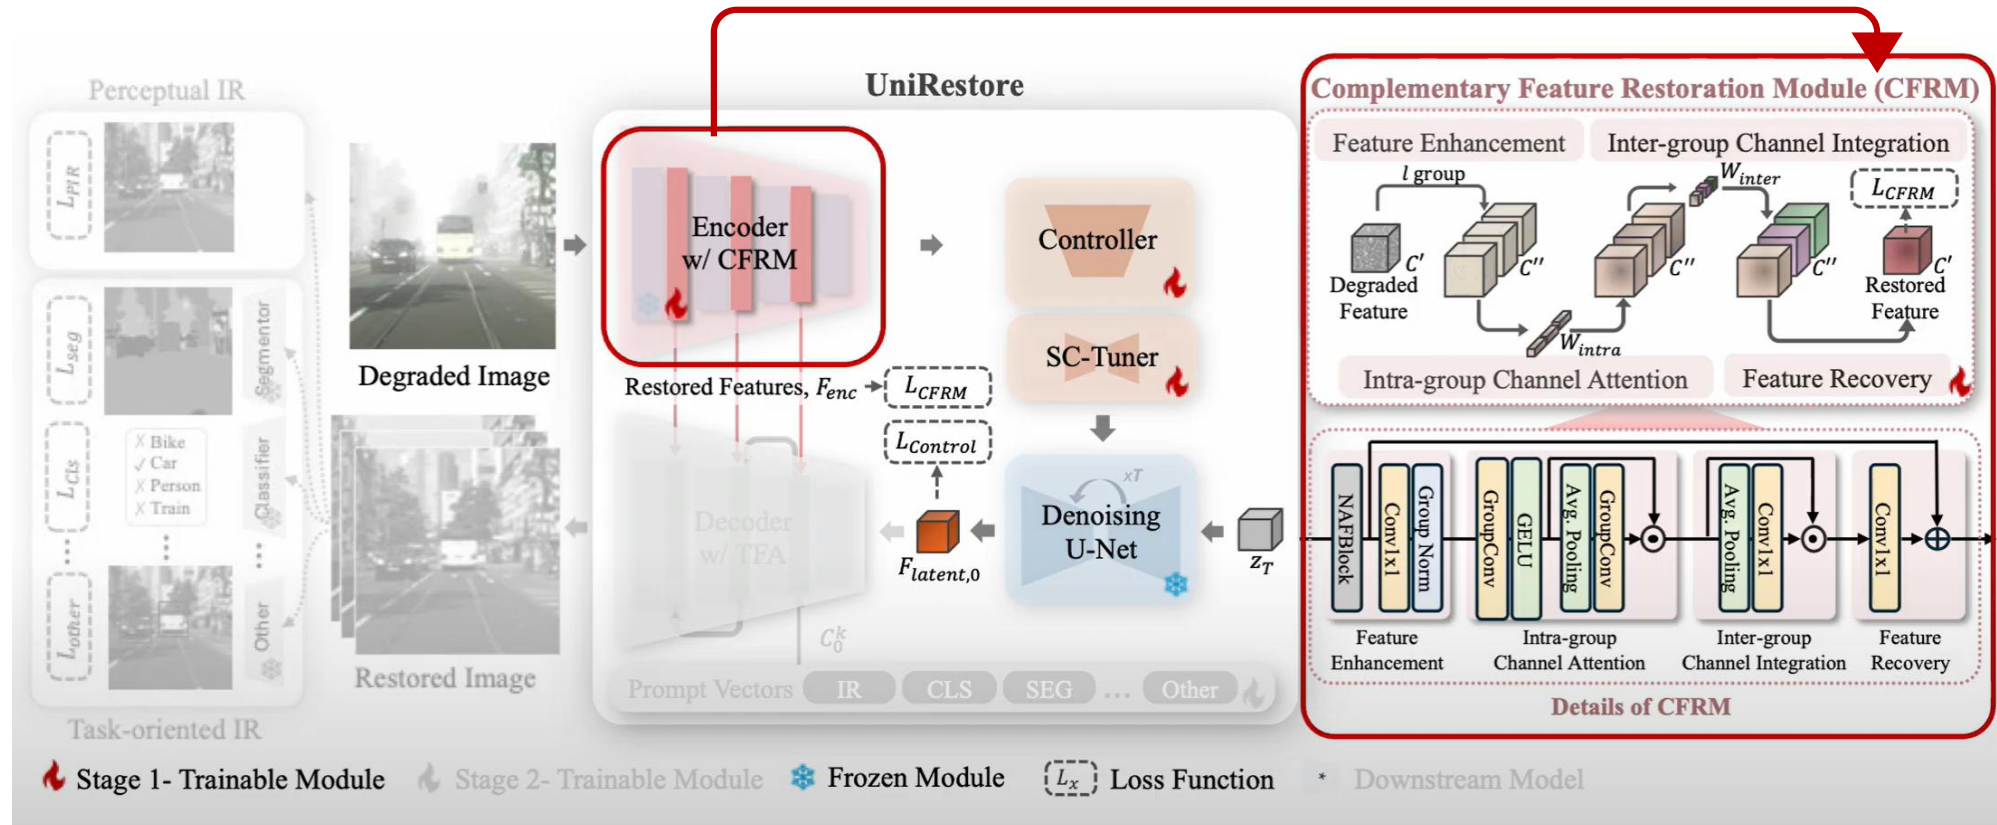 UniRestore
Complementary Feature Restoration Module (CFRM)
Perceptual IR
L_PIR
Degraded Image
Encoder
w/ CFRM
Controller
SC-Tuner
Restored Features, F_enc
L_CFRM
L_Control
Denoising
U-Net
xT
F_latent,0
z_T
Decoder
w/ TFA
C_0^k
Prompt Vectors
IR
CLS
SEG
...
Other
L_seg
Segmentor
L_Cls
✗ Bike
✓ Car
✗ Person
✗ Train
Classifier
...
...
...
L_other
Other
Restored Image
Task-oriented IR
Feature Enhancement
Inter-group Channel Integration
l group
W_inter
L_CFRM
C'
C''
C''
C''
C'
Degraded
Feature
Restored
Feature
W_intra
Intra-group Channel Attention
Feature Recovery
NAFBlock
Conv1x1
Group Norm
GroupConv
GELU
Avg. Pooling
GroupConv
Avg. Pooling
Conv1x1
Conv1x1
Feature
Enhancement
Intra-group
Channel Attention
Inter-group
Channel Integration
Feature
Recovery
Details of CFRM
Stage 1- Trainable Module
Stage 2- Trainable Module
Frozen Module
L_x
Loss Function
*
Downstream Model